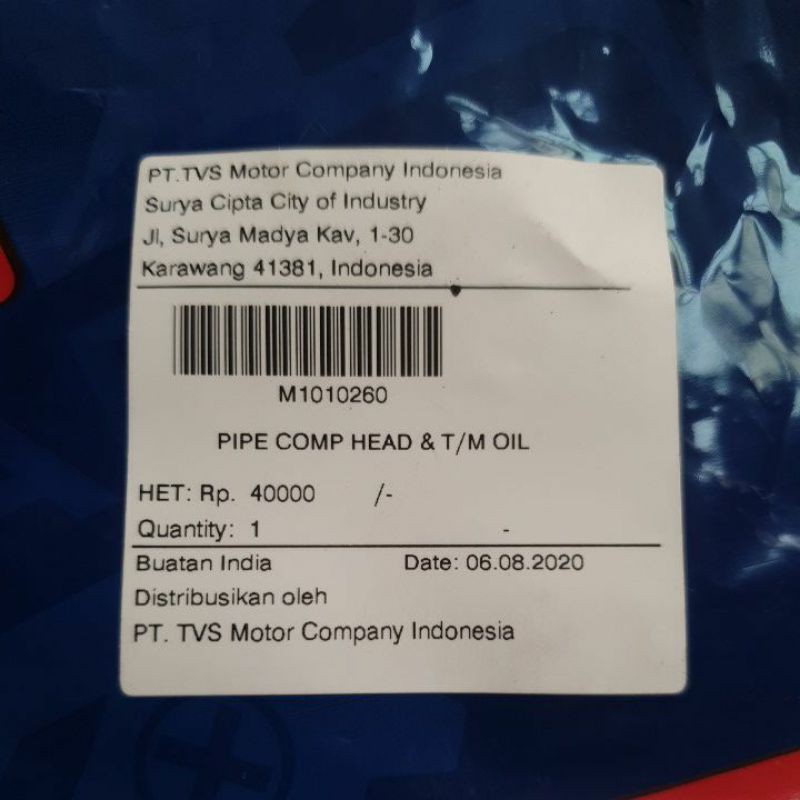 PT.TVS Motor Company Indonesia
Surya Cipta City of Industry
Jl, Surya Madya Kav, 1-30
Karawang 41381, Indonesia
M1010260
PIPE COMP HEAD & T/M OIL
HET: Rp. 40000 /-
Quantity: 1 -
Buatan India Date: 06.08.2020
Distribusikan oleh
PT. TVS Motor Company Indonesia